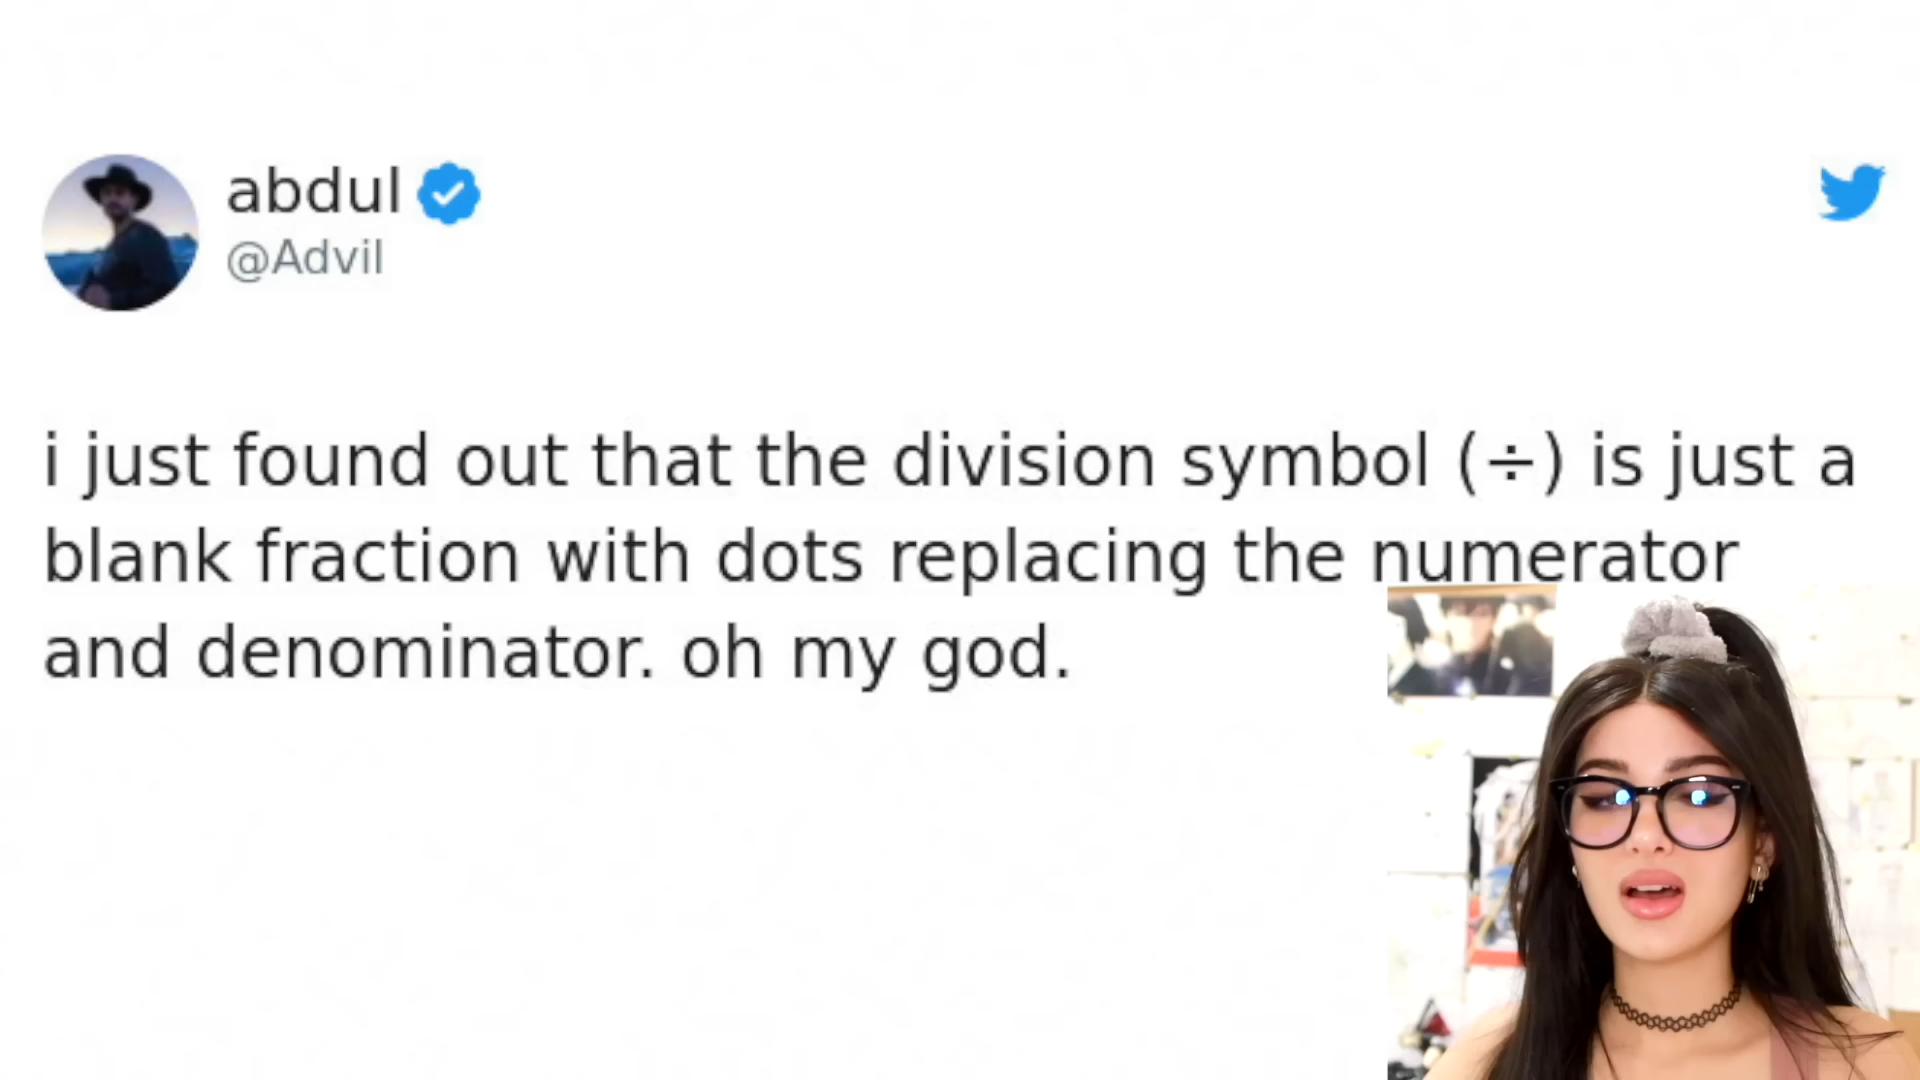 abdul
@Advil
i just found out that the division symbol (÷) is just a
blank fraction with dots replacing the numerator
and denominator. oh my god.